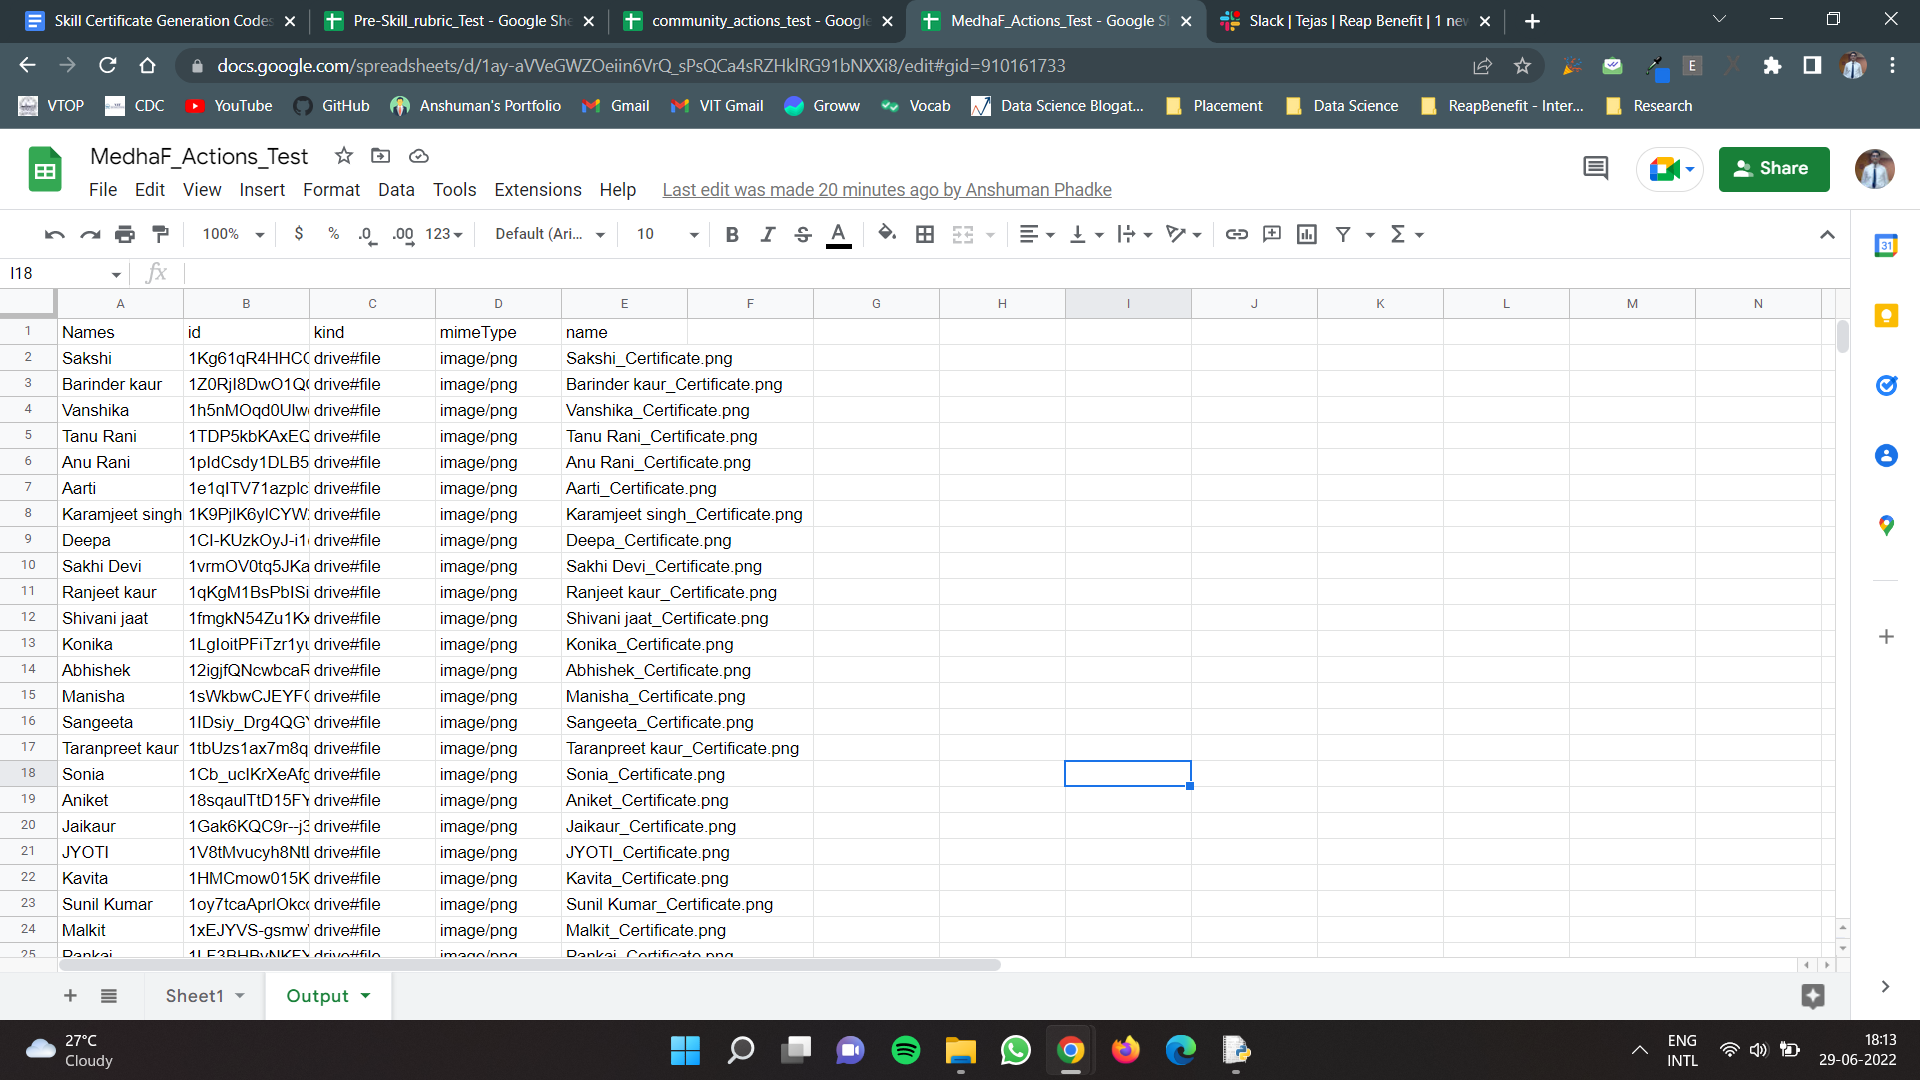 Skill Certificate Generation Codes
Pre-Skill_rubric_Test - Google She
community_actions_test - Google
MedhaF_Actions_Test - Google Sh
Slack | Tejas | Reap Benefit | 1 new
docs.google.com/spreadsheets/d/1ay-aVVeGWZOeiin6VrQ_sPsQCa4sRZHklRG91bNXXi8/edit#gid=910161733
VTOP CDC YouTube GitHub Anshuman's Portfolio Gmail VIT Gmail Groww Vocab Data Science Blogat... Placement Data Science ReapBenefit - Inter... Research
MedhaF_Actions_Test
Share
File Edit View Insert Format Data Tools Extensions Help Last edit was made 20 minutes ago by Anshuman Phadke
100% $ % .0 .00 123 Default (Ari... 10 B I S A
I18 fx
A B C D E F G H I J K L M N
1 Names id kind mimeType name
2 Sakshi 1Kg61qR4HHC drive#file image/png Sakshi_Certificate.png
3 Barinder kaur 1Z0RjI8DwO1Q drive#file image/png Barinder kaur_Certificate.png
4 Vanshika 1h5nMOqd0Ulw drive#file image/png Vanshika_Certificate.png
5 Tanu Rani 1TDP5kbKAxEQ drive#file image/png Tanu Rani_Certificate.png
6 Anu Rani 1pIdCsdy1DLB5 drive#file image/png Anu Rani_Certificate.png
7 Aarti 1e1qITV71azplc drive#file image/png Aarti_Certificate.png
8 Karamjeet singh 1K9PjlK6ylCYW drive#file image/png Karamjeet singh_Certificate.png
9 Deepa 1CI-KUzkOyJ-i1 drive#file image/png Deepa_Certificate.png
10 Sakhi Devi 1vrmOV0tq5JKa drive#file image/png Sakhi Devi_Certificate.png
11 Ranjeet kaur 1qKgM1BsPbISi drive#file image/png Ranjeet kaur_Certificate.png
12 Shivani jaat 1fmgkN54Zu1Kx drive#file image/png Shivani jaat_Certificate.png
13 Konika 1LgIoitPFiTzr1yu drive#file image/png Konika_Certificate.png
14 Abhishek 12igjfQNcwbcaR drive#file image/png Abhishek_Certificate.png
15 Manisha 1sWkbwCJEYF drive#file image/png Manisha_Certificate.png
16 Sangeeta 1IDsiy_Drg4QG drive#file image/png Sangeeta_Certificate.png
17 Taranpreet kaur 1tbUzs1ax7m8q drive#file image/png Taranpreet kaur_Certificate.png
18 Sonia 1Cb_uclKrXeAfg drive#file image/png Sonia_Certificate.png
19 Aniket 18sqaulTtD15FY drive#file image/png Aniket_Certificate.png
20 Jaikaur 1Gak6KQC9r--j3 drive#file image/png Jaikaur_Certificate.png
21 JYOTI 1V8tMvucyh8Ntl drive#file image/png JYOTI_Certificate.png
22 Kavita 1HMCmow015K drive#file image/png Kavita_Certificate.png
23 Sunil Kumar 1oy7tcaAprlOkc drive#file image/png Sunil Kumar_Certificate.png
24 Malkit 1xEJYVS-gsmw drive#file image/png Malkit_Certificate.png
25 Pankaj drive#file image/png Pankaj_Certificate.png
Sheet1 Output
27°C
Cloudy
ENG
INTL
18:13
29-06-2022